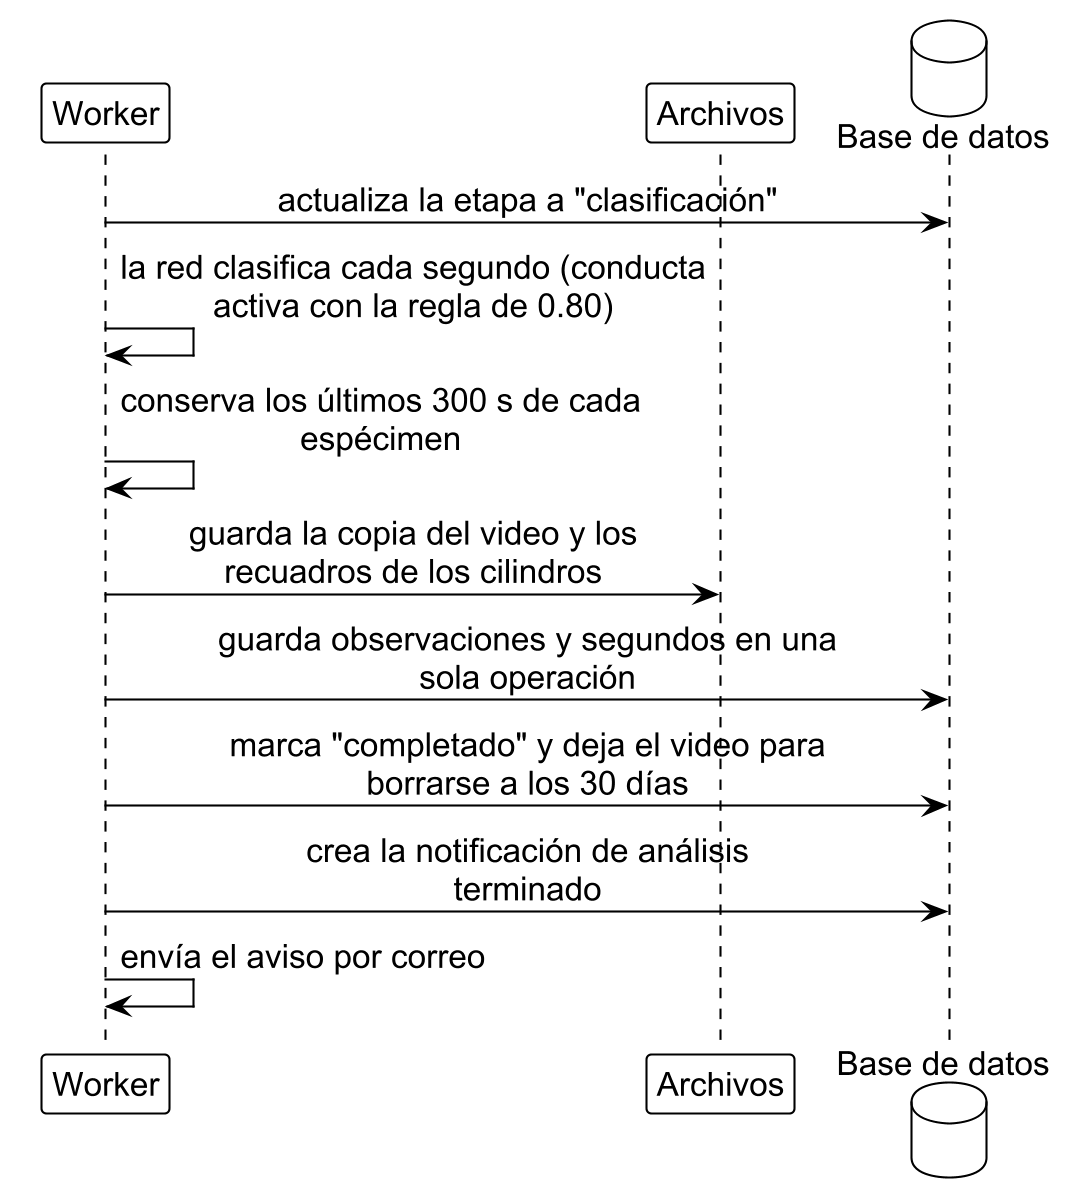 Worker
Archivos
Base de datos
actualiza la etapa a "clasificación"
la red clasifica cada segundo (conducta
activa con la regla de 0.80)
conserva los últimos 300 s de cada
espécimen
guarda la copia del video y los
recuadros de los cilindros
guarda observaciones y segundos en una
sola operación
marca "completado" y deja el video para
borrarse a los 30 días
crea la notificación de análisis
terminado
envía el aviso por correo
Worker
Archivos
Base de datos